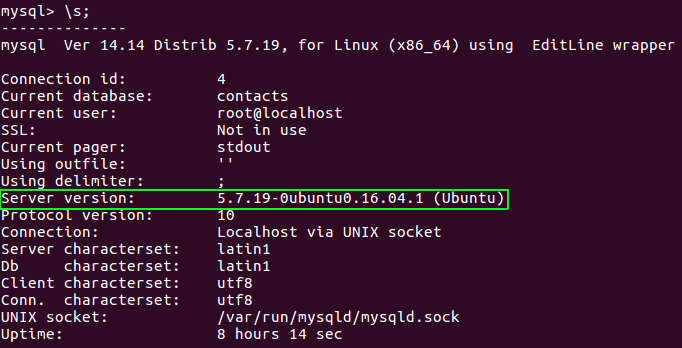 mysql> \s;
--------------
mysql  Ver 14.14 Distrib 5.7.19, for Linux (x86_64) using  EditLine wrapper
Connection id:          4
Current database:       contacts
Current user:           root@localhost
SSL:                    Not in use
Current pager:          stdout
Using outfile:          ''
Using delimiter:        ;
Server version:         5.7.19-0ubuntu0.16.04.1 (Ubuntu)
Protocol version:       10
Connection:             Localhost via UNIX socket
Server characterset:    latin1
Db     characterset:    latin1
Client characterset:    utf8
Conn.  characterset:    utf8
UNIX socket:            /var/run/mysqld/mysqld.sock
Uptime:                 8 hours 14 sec